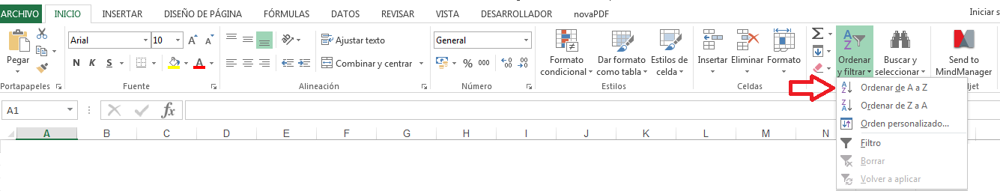 ARCHIVO INICIO INSERTAR DISEÑO DE PÁGINA FÓRMULAS DATOS REVISAR VISTA DESARROLLADOR novaPDF Iniciar s
Pegar
Portapapeles
Arial 10 A A
N K S A
Fuente
Ajustar texto
Combinar y centrar
Alineación
General
% 000
Número
Formato
condicional
Dar formato
como tabla
Estilos de
celda
Estilos
Insertar Eliminar Formato
Celdas
Σ
Ordenar
y filtrar
Buscar y
seleccionar
Send to
MindManager
djet
Ordenar de A a Z
Ordenar de Z a A
Orden personalizado...
Filtro
Borrar
Volver a aplicar
A1 fx
A B C D E F G H I J K L M N